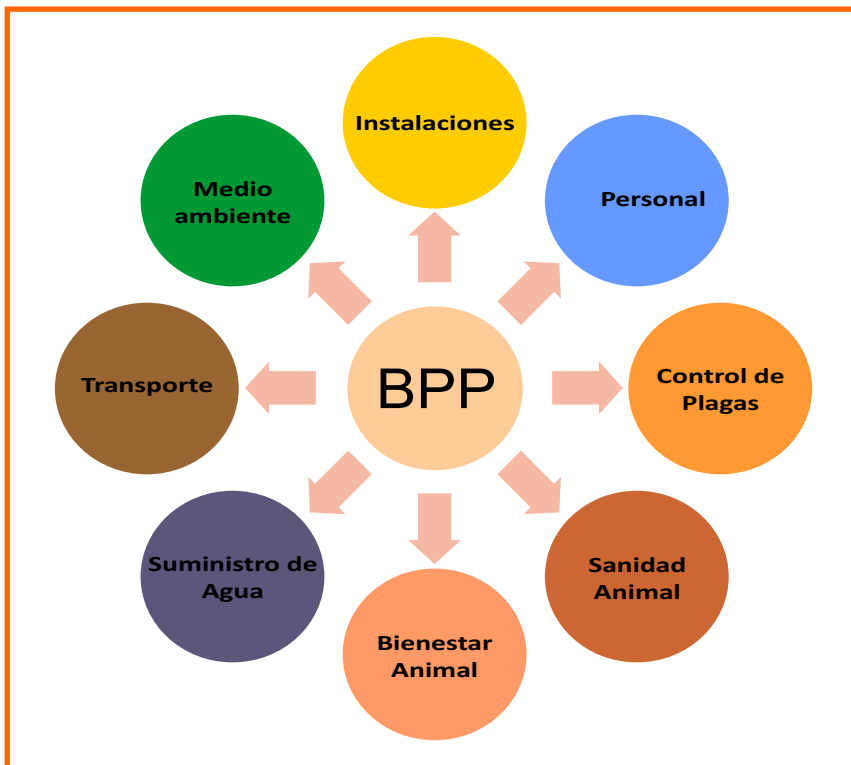 Instalaciones
Personal
Control de
Plagas
Sanidad
Animal
Bienestar
Animal
Suministro de
Agua
Transporte
Medio
ambiente
BPP